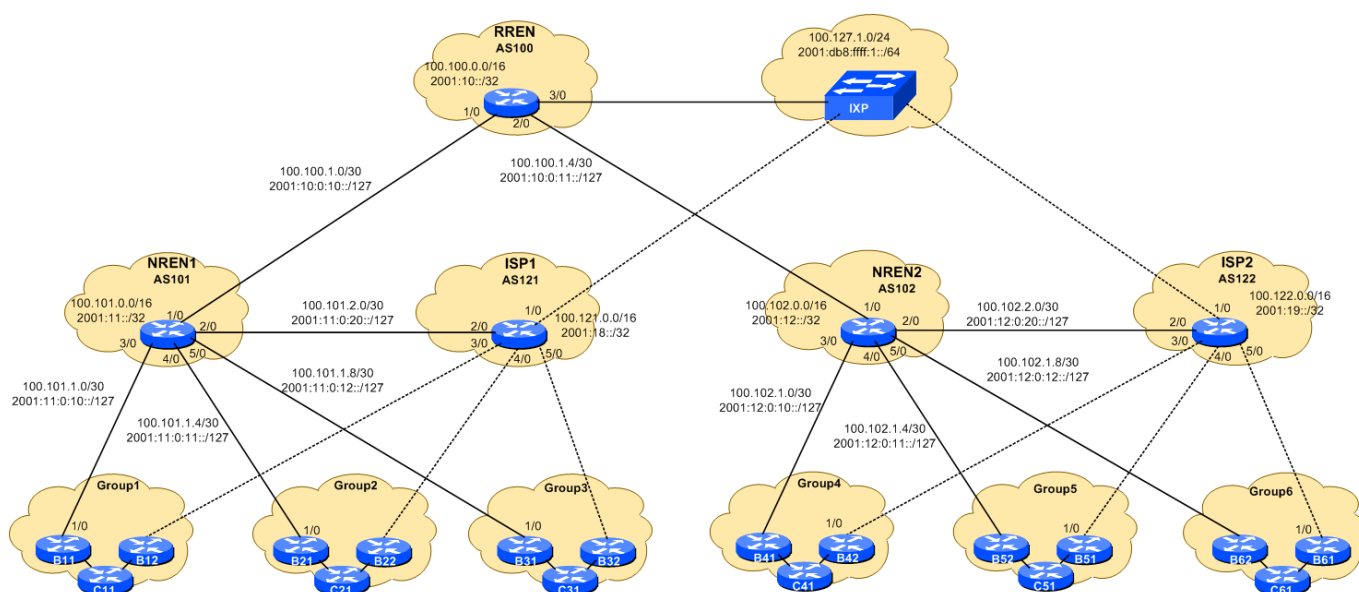 RREN
AS100
100.100.0.0/16
2001:10::/32
3/0
1/0
2/0
100.127.1.0/24
2001:db8:ffff:1::/64
IXP
100.100.1.0/30
2001:10:0:10::/127
100.100.1.4/30
2001:10:0:11::/127
NREN1
AS101
100.101.0.0/16
2001:11::/32
1/0
2/0
3/0
4/0
5/0
100.101.2.0/30
2001:11:0:20::/127
ISP1
AS121
1/0
100.121.0.0/16
2001:18::/32
2/0
3/0
4/0
5/0
NREN2
AS102
100.102.0.0/16
2001:12::/32
1/0
2/0
3/0
4/0
5/0
100.102.2.0/30
2001:12:0:20::/127
ISP2
AS122
1/0
100.122.0.0/16
2001:19::/32
2/0
3/0
4/0
5/0
100.101.1.0/30
2001:11:0:10::/127
100.101.1.4/30
2001:11:0:11::/127
100.101.1.8/30
2001:11:0:12::/127
100.102.1.0/30
2001:12:0:10::/127
100.102.1.4/30
2001:12:0:11::/127
100.102.1.8/30
2001:12:0:12::/127
Group1
1/0
B11
B12
C11
Group2
1/0
B21
B22
C21
Group3
1/0
B31
B32
C31
Group4
1/0
B41
B42
C41
Group5
1/0
B52
B51
C51
Group6
1/0
B62
B61
C61